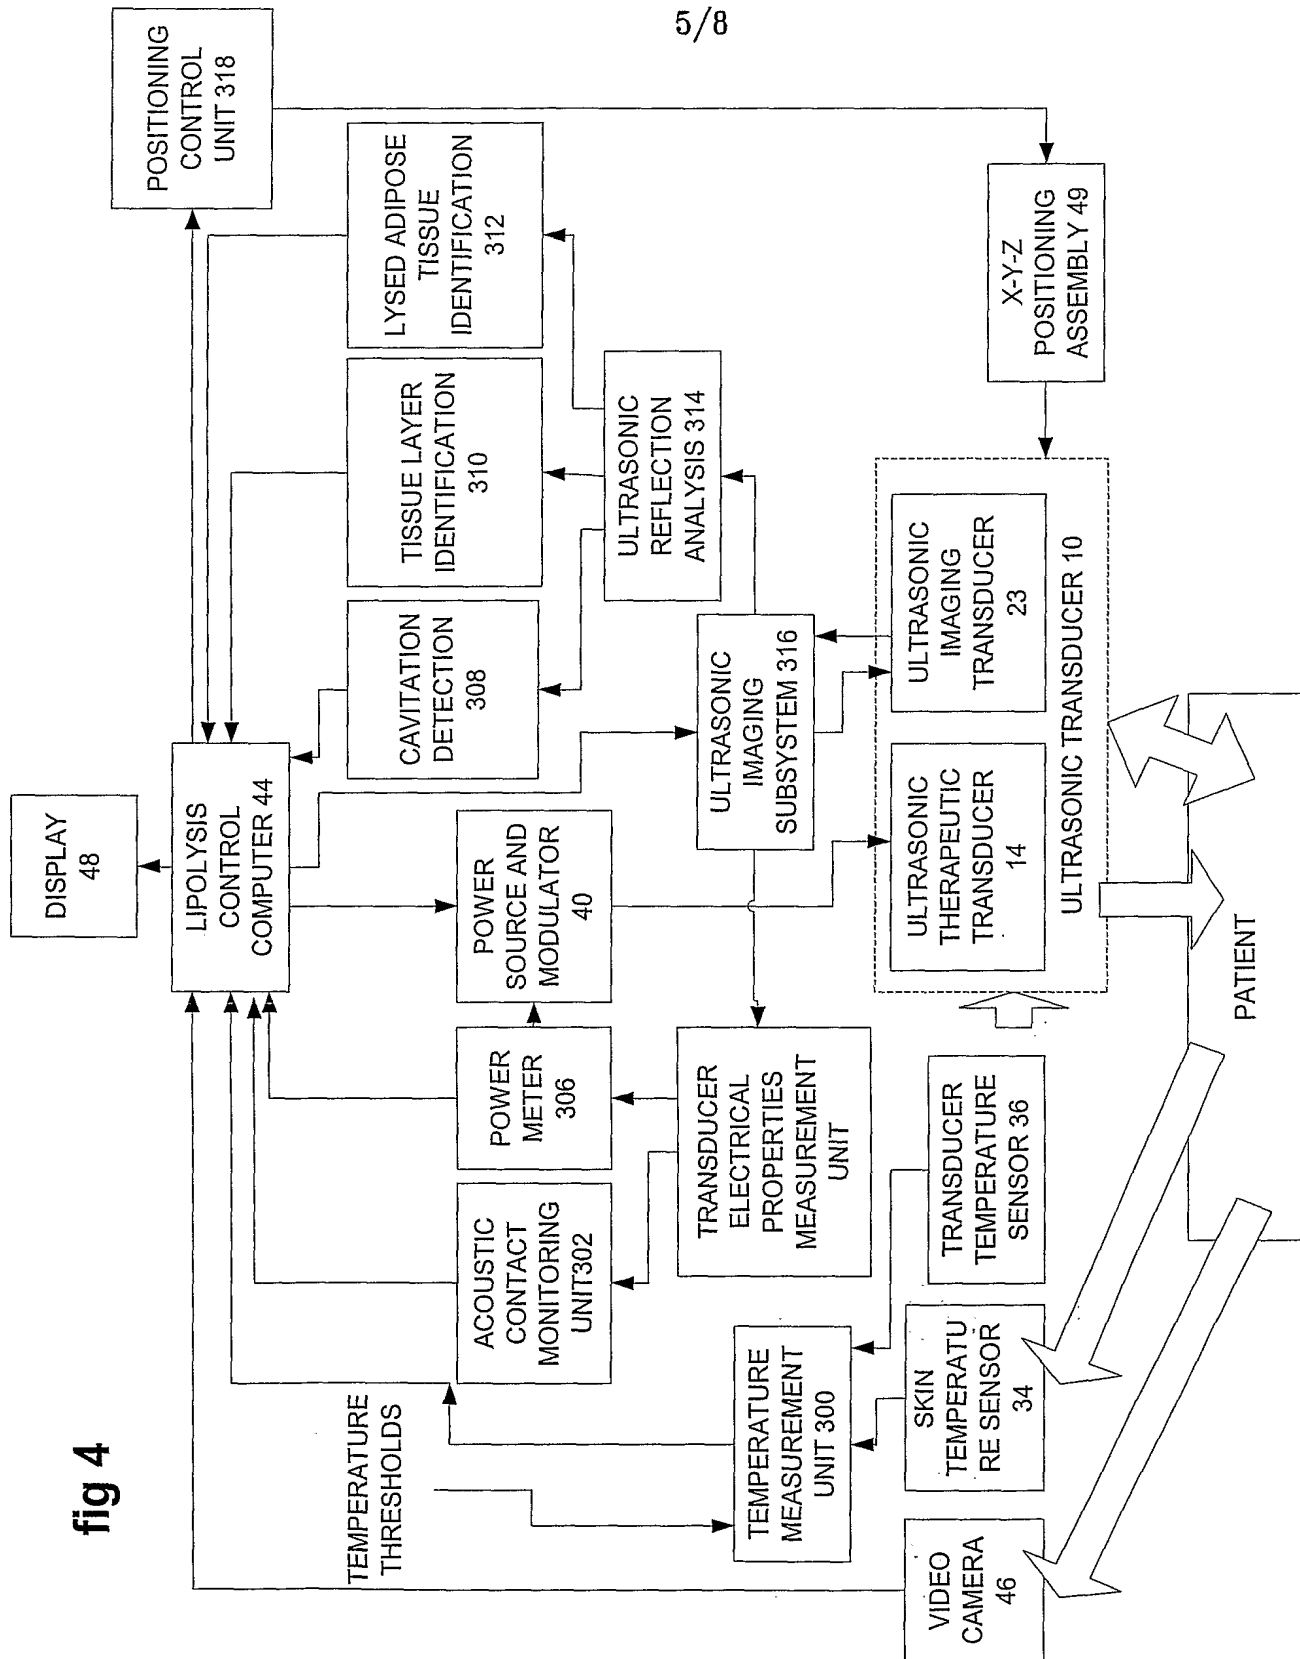 5/8
fig 4
DISPLAY
48
POSITIONING
CONTROL
UNIT 318
LIPOLYSIS
CONTROL
COMPUTER 44
TEMPERATURE
THRESHOLDS
ACOUSTIC
CONTACT
MONITORING
UNIT302
POWER
METER
306
POWER
SOURCE AND
MODULATOR
40
CAVITATION
DETECTION
308
TISSUE LAYER
IDENTIFICATION
310
LYSED ADIPOSE
TISSUE
IDENTIFICATION
312
ULTRASONIC
REFLECTION
ANALYSIS 314
TEMPERATURE
MEASUREMENT
UNIT 300
TRANSDUCER
ELECTRICAL
PROPERTIES
MEASUREMENT
UNIT
ULTRASONIC
IMAGING
SUBSYSTEM 316
VIDEO
CAMERA
46
SKIN
TEMPERATU
RE SENSOR
34
TRANSDUCER
TEMPERATURE
SENSOR 36
ULTRASONIC
THERAPEUTIC
TRANSDUCER
14
ULTRASONIC
IMAGING
TRANSDUCER
23
ULTRASONIC TRANSDUCER 10
X-Y-Z
POSITIONING
ASSEMBLY 49
PATIENT